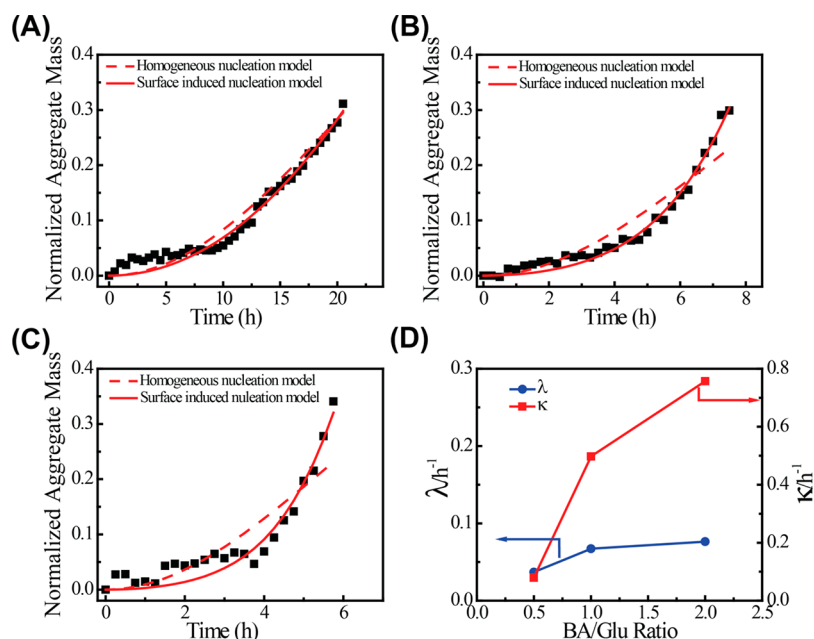 (A)
Normalized Aggregate Mass
0.4
0.3
0.2
0.1
0.0
Homogeneous nucleation model
Surface induced nucleation model
0 5 10 15 20
Time (h)
(B)
Normalized Aggregate Mass
0.4
0.3
0.2
0.1
0.0
Homogeneous nucleation model
Surface induced nucleation model
0 2 4 6 8
Time (h)
(C)
Normalized Aggregate Mass
0.4
0.3
0.2
0.1
0.0
Homogeneous nucleation model
Surface induced nuleation model
0 2 4 6
Time (h)
(D)
λ/h⁻¹
0.3
0.2
0.1
0.0
λ
κ
0.8
0.6
0.4
0.2
0.0
κ/h⁻¹
0.0 0.5 1.0 1.5 2.0
BA/Glu Ratio